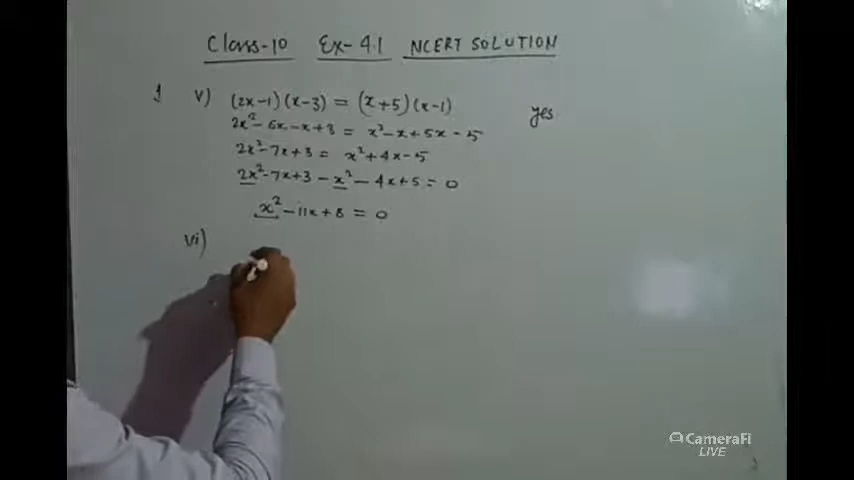 Class-10 Ex-4.1 NCERT SOLUTION
1 v) (2x-1)(x-3) = (x+5)(x-1) yes
2x²-6x-x+3 = x²-x+5x-5
2x²-7x+3 = x²+4x-5
2x²-7x+3-x²-4x+5=0
x²-11x+8=0
vi)
CameraFi
LIVE